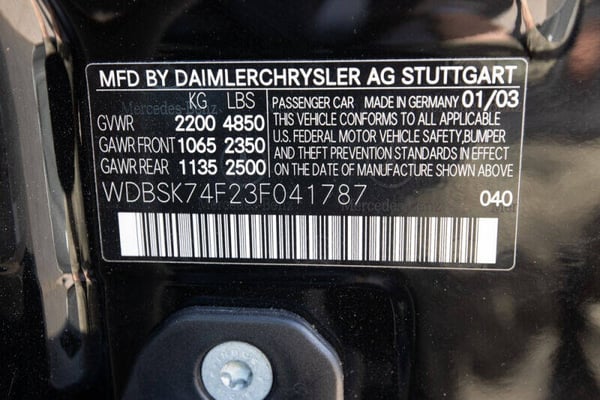 MFD BY DAIMLERCHRYSLER AG STUTTGART
KG LBS
GVWR 2200 4850
GAWR FRONT 1065 2350
GAWR REAR 1135 2500
PASSENGER CAR MADE IN GERMANY 01/03
THIS VEHICLE CONFORMS TO ALL APPLICABLE
U.S. FEDERAL MOTOR VEHICLE SAFETY, BUMPER
AND THEFT PREVENTION STANDARDS IN EFFECT
ON THE DATE OF MANUFACTURE SHOWN ABOVE
WDBSK74F23F041787 040
Mercedes-Benz